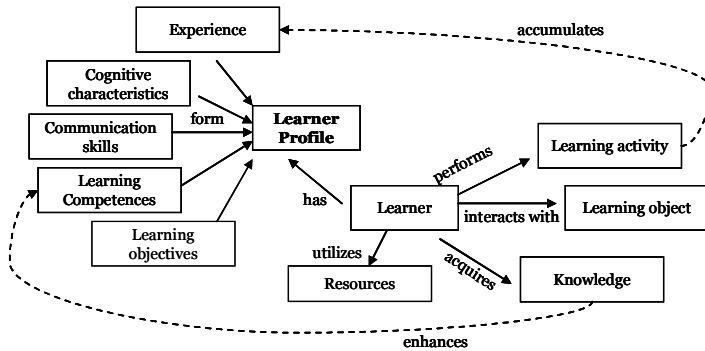 Experience
accumulates
Cognitive
characteristics
form
Learner
Profile
Communication
skills
performs
Learning activity
Learning
Competences
has
Learner
interacts with
Learning object
Learning
objectives
utilizes
acquires
Resources
Knowledge
enhances